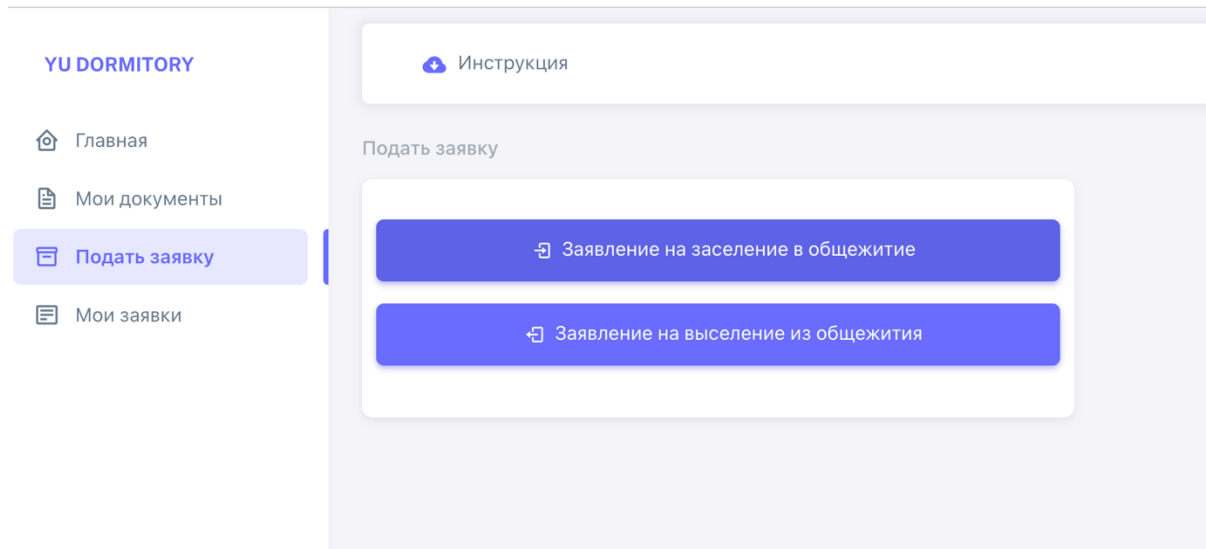 YU DORMITORY
Главная
Мои документы
Подать заявку
Мои заявки
Инструкция
Подать заявку
Заявление на заселение в общежитие
Заявление на выселение из общежития